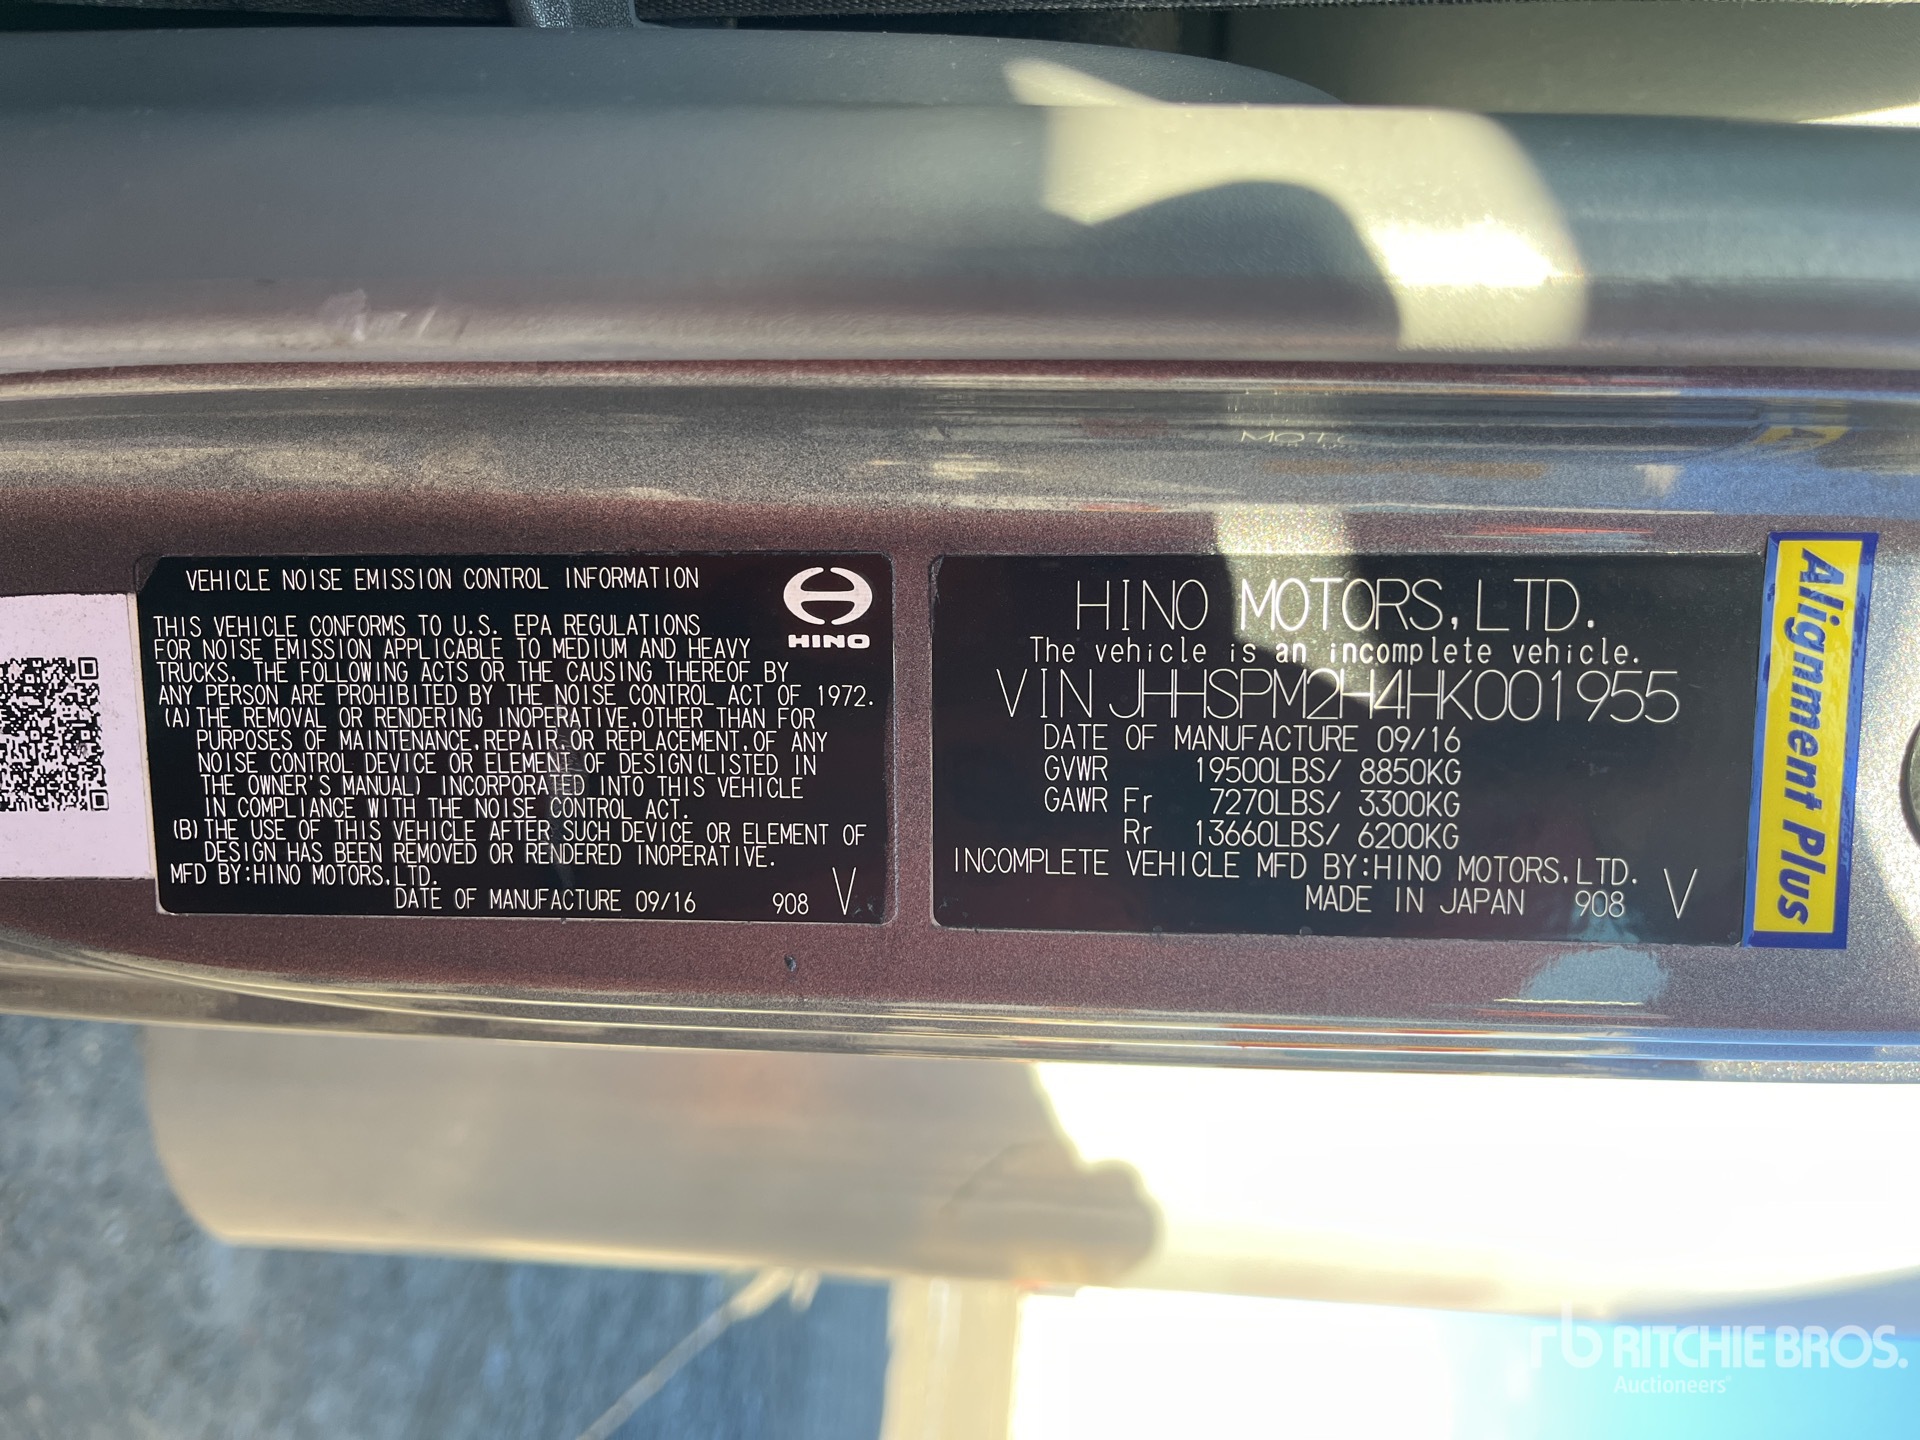 VEHICLE NOISE EMISSION CONTROL INFORMATION
HINO
THIS VEHICLE CONFORMS TO U.S. EPA REGULATIONS
FOR NOISE EMISSION APPLICABLE TO MEDIUM AND HEAVY
TRUCKS. THE FOLLOWING ACTS OR THE CAUSING THEREOF BY
ANY PERSON ARE PROHIBITED BY THE NOISE CONTROL ACT OF 1972.
(A) THE REMOVAL OR RENDERING INOPERATIVE, OTHER THAN FOR
PURPOSES OF MAINTENANCE, REPAIR, OR REPLACEMENT, OF ANY
NOISE CONTROL DEVICE OR ELEMENT OF DESIGN (LISTED IN
THE OWNER'S MANUAL) INCORPORATED INTO THIS VEHICLE
IN COMPLIANCE WITH THE NOISE CONTROL ACT.
(B) THE USE OF THIS VEHICLE AFTER SUCH DEVICE OR ELEMENT OF
DESIGN HAS BEEN REMOVED OR RENDERED INOPERATIVE.
MFD BY:HINO MOTORS, LTD.
DATE OF MANUFACTURE 09/16 908 V
HINO MOTORS, LTD.
The vehicle is an incomplete vehicle.
VIN JHHSPM2H4HK001955
DATE OF MANUFACTURE 09/16
GVWR 19500LBS/ 8850KG
GAWR Fr 7270LBS/ 3300KG
Rr 13660LBS/ 6200KG
INCOMPLETE VEHICLE MFD BY:HINO MOTORS, LTD.
MADE IN JAPAN 908 V
Alignment Plus
rb RITCHIE BROS.
Auctioneers